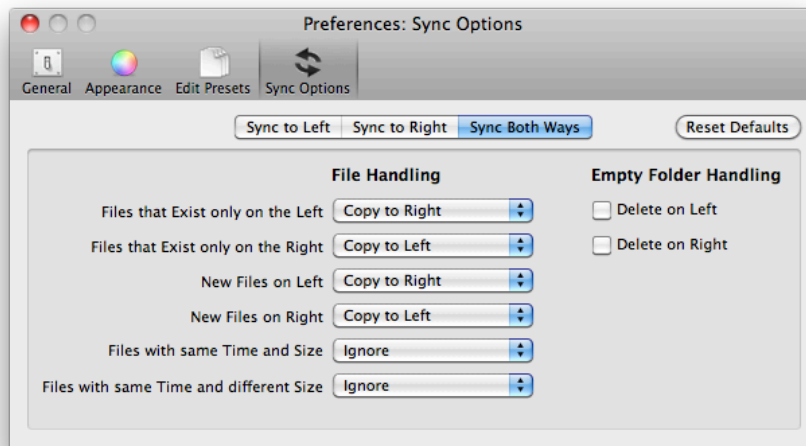 Preferences: Sync Options
General Appearance Edit Presets Sync Options
Sync to Left Sync to Right Sync Both Ways Reset Defaults
File Handling Empty Folder Handling
Files that Exist only on the Left Copy to Right Delete on Left
Files that Exist only on the Right Copy to Left Delete on Right
New Files on Left Copy to Right
New Files on Right Copy to Left
Files with same Time and Size Ignore
Files with same Time and different Size Ignore